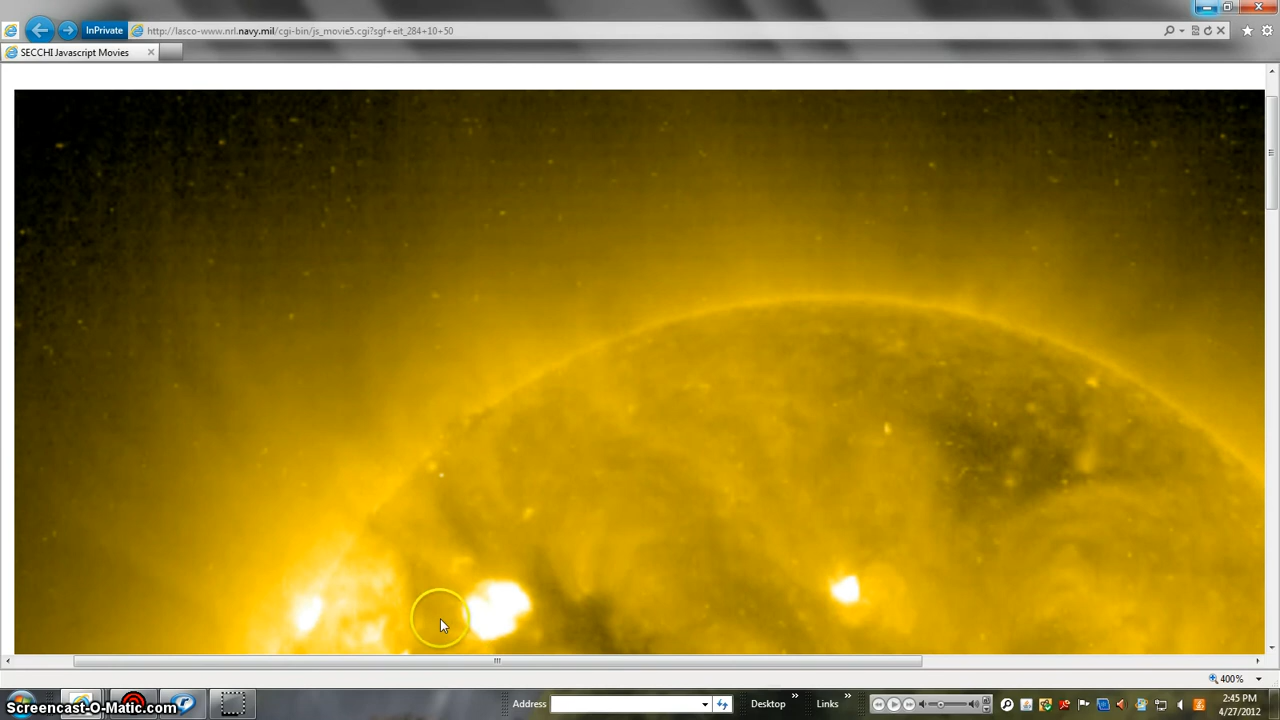 InPrivate
http://lasco-www.nrl.navy.mil/cgi-bin/js_movie5.cgi?sgf+eit_284+10+50
SECCHI Javascript Movies
400%
Screencast-O-Matic.com
Address
Desktop
»
Links
»
2:45 PM
4/27/2012